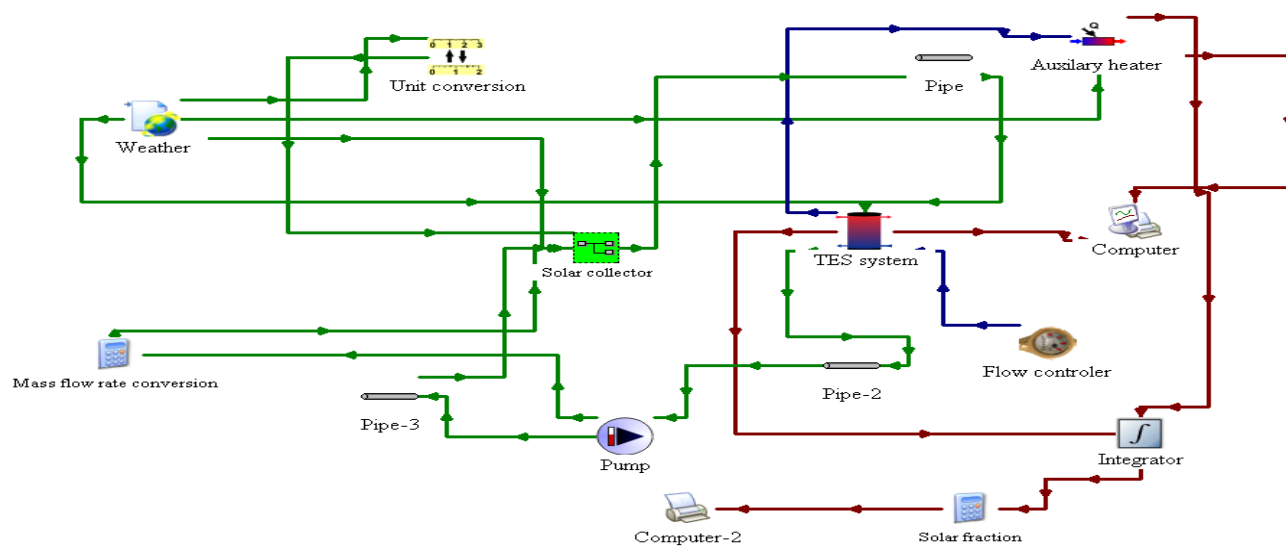 0 1 2 3
0 1 2
Unit conversion
Auxilary heater
Pipe
Weather
Computer
TES system
Solar collector
Flow controler
Mass flow rate conversion
Pipe-2
Pipe-3
Pump
∫
Integrator
Computer-2
Solar fraction